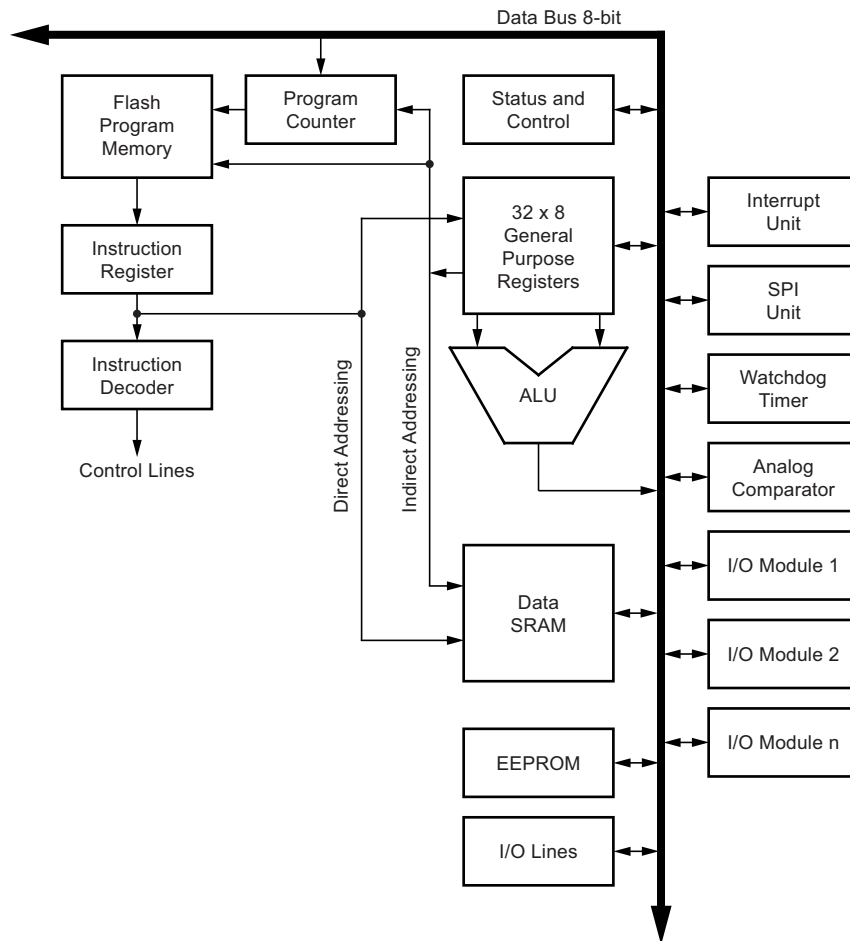 Data Bus 8-bit
Flash
Program
Memory
Program
Counter
Status and
Control
32 x 8
General
Purpose
Registers
Interrupt
Unit
Instruction
Register
SPI
Unit
Instruction
Decoder
ALU
Watchdog
Timer
Control Lines
Direct Addressing
Indirect Addressing
Analog
Comparator
Data
SRAM
I/O Module 1
I/O Module 2
I/O Module n
EEPROM
I/O Lines